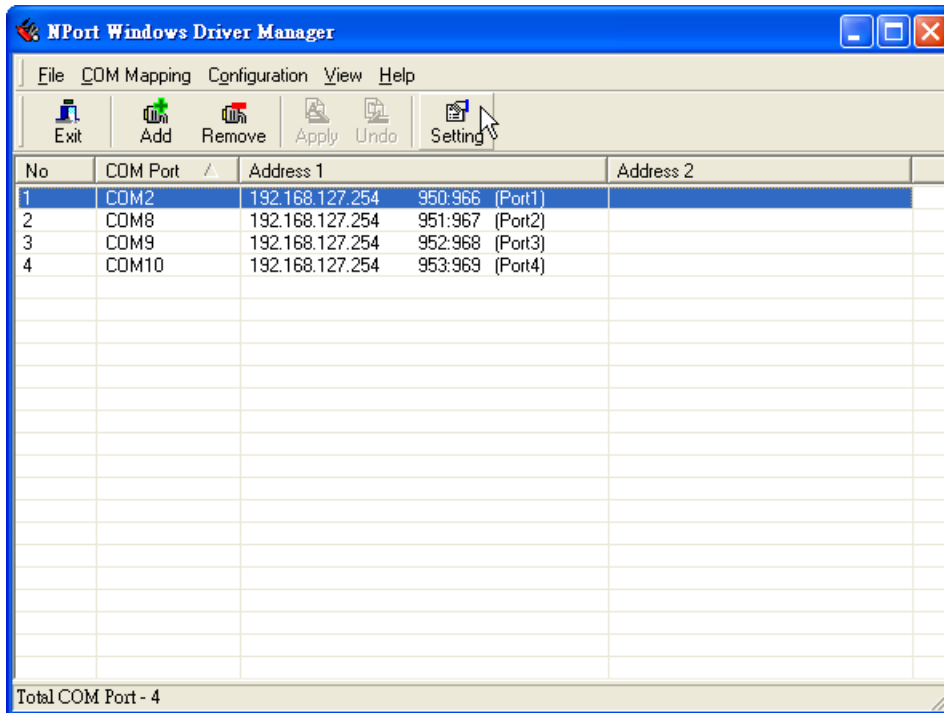 NPort Windows Driver Manager
File COM Mapping Configuration View Help
Exit Add Remove Apply Undo Setting
No COM Port Address 1 Address 2
1 COM2 192.168.127.254 950:966 (Port1)
2 COM8 192.168.127.254 951:967 (Port2)
3 COM9 192.168.127.254 952:968 (Port3)
4 COM10 192.168.127.254 953:969 (Port4)
Total COM Port - 4